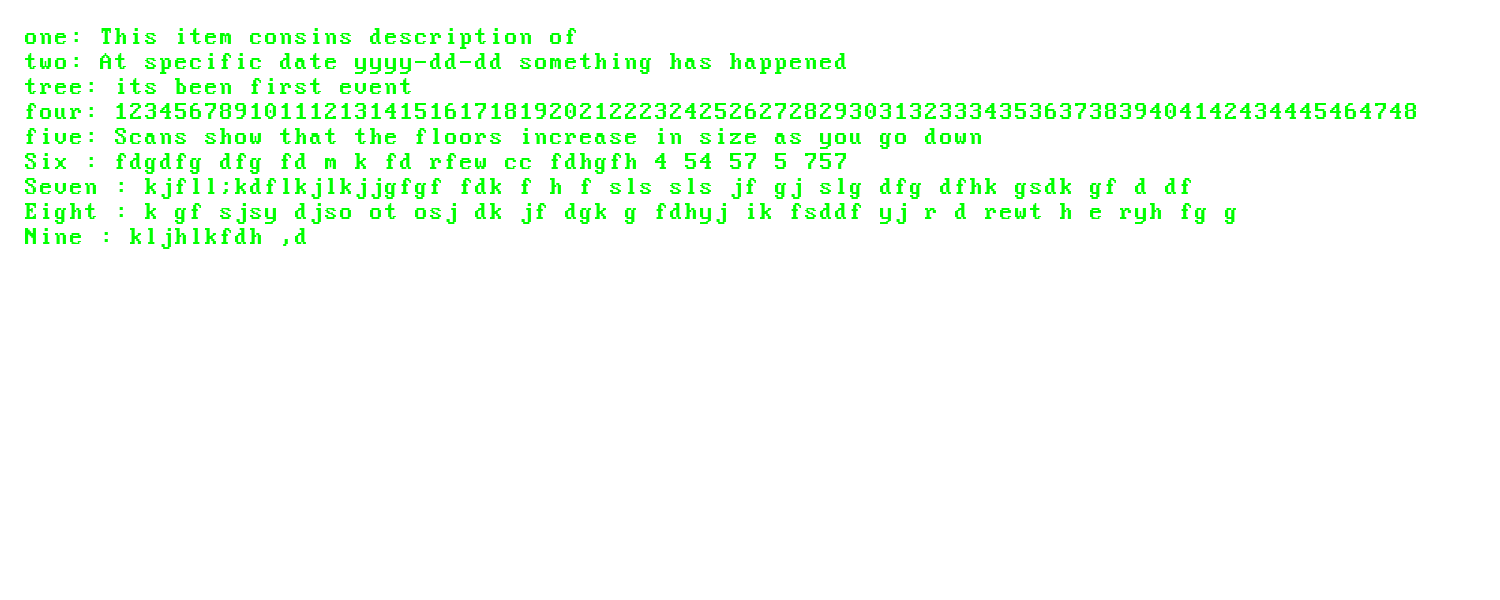 one: This item consins description of
two: At specific date yyyy-dd-dd something has happened
tree: its been first event
four: 123456789101112131415161718192021222324252627282930313233343536373839404142434445464748
five: Scans show that the floors increase in size as you go down
Six : fdgdfg dfg fd m k fd rfew cc fdhgfh 4 54 57 5 757
Seven : kjfll;kdflkjlkjjgfgf fdk f h f sls sls jf gj slg dfg dfhk gsdk gf d df
Eight : k gf sjsy djso ot osj dk jf dgk g fdhyj ik fsddf yj r d rewt h e ryh fg g
Nine : kljhlkfdh ,d